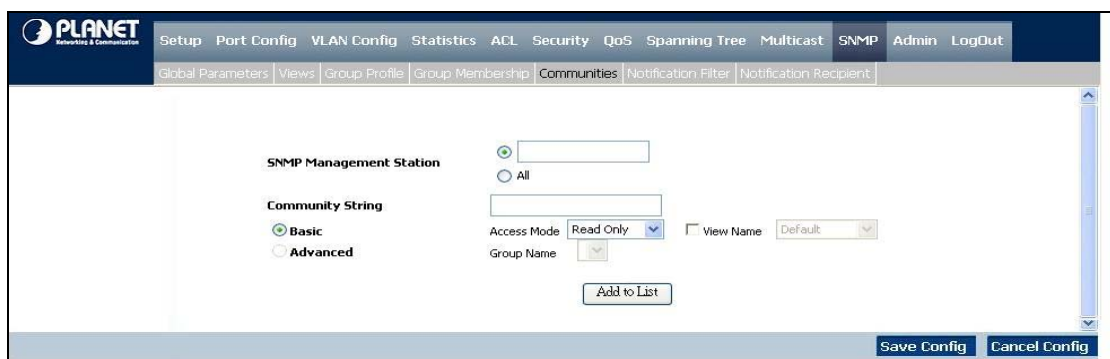 PLANET
Networking & Communication
Setup Port Config VLAN Config Statistics ACL Security QoS Spanning Tree Multicast SNMP Admin LogOut
Global Parameters Views Group Profile Group Membership Communities Notification Filter Notification Recipient
SNMP Management Station
All
Community String
Basic Access Mode Read Only View Name Default
Advanced Group Name
Add to List
Save Config Cancel Config